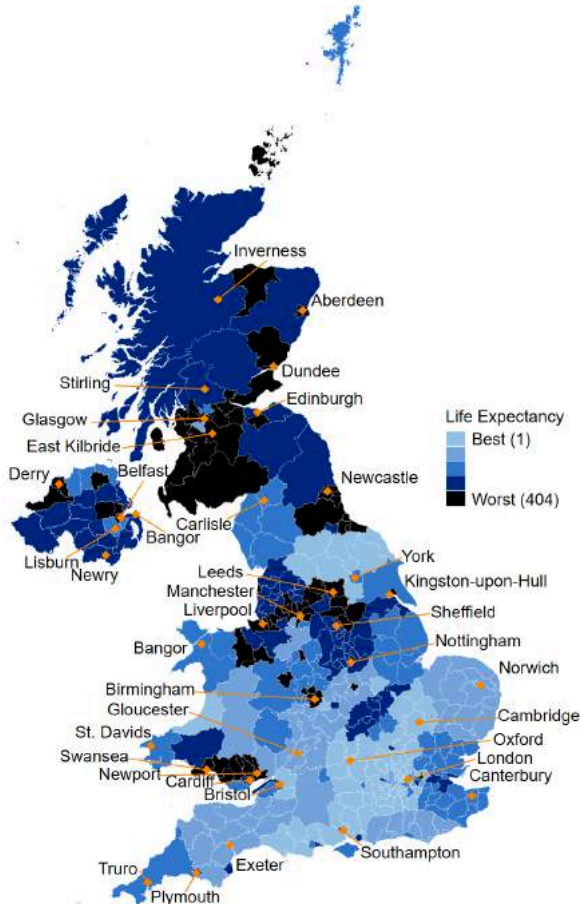 Inverness
Aberdeen
Dundee
Stirling
Edinburgh
Glasgow
East Kilbride
Life Expectancy
Best (1)
Worst (404)
Derry
Belfast
Newcastle
Carlisle
Bangor
Lisburn
Newry
York
Leeds
Kingston-upon-Hull
Manchester
Liverpool
Sheffield
Bangor
Nottingham
Norwich
Birmingham
Gloucester
Cambridge
St. Davids
Oxford
Swansea
London
Newport
Canterbury
Cardiff
Bristol
Southampton
Truro
Exeter
Plymouth